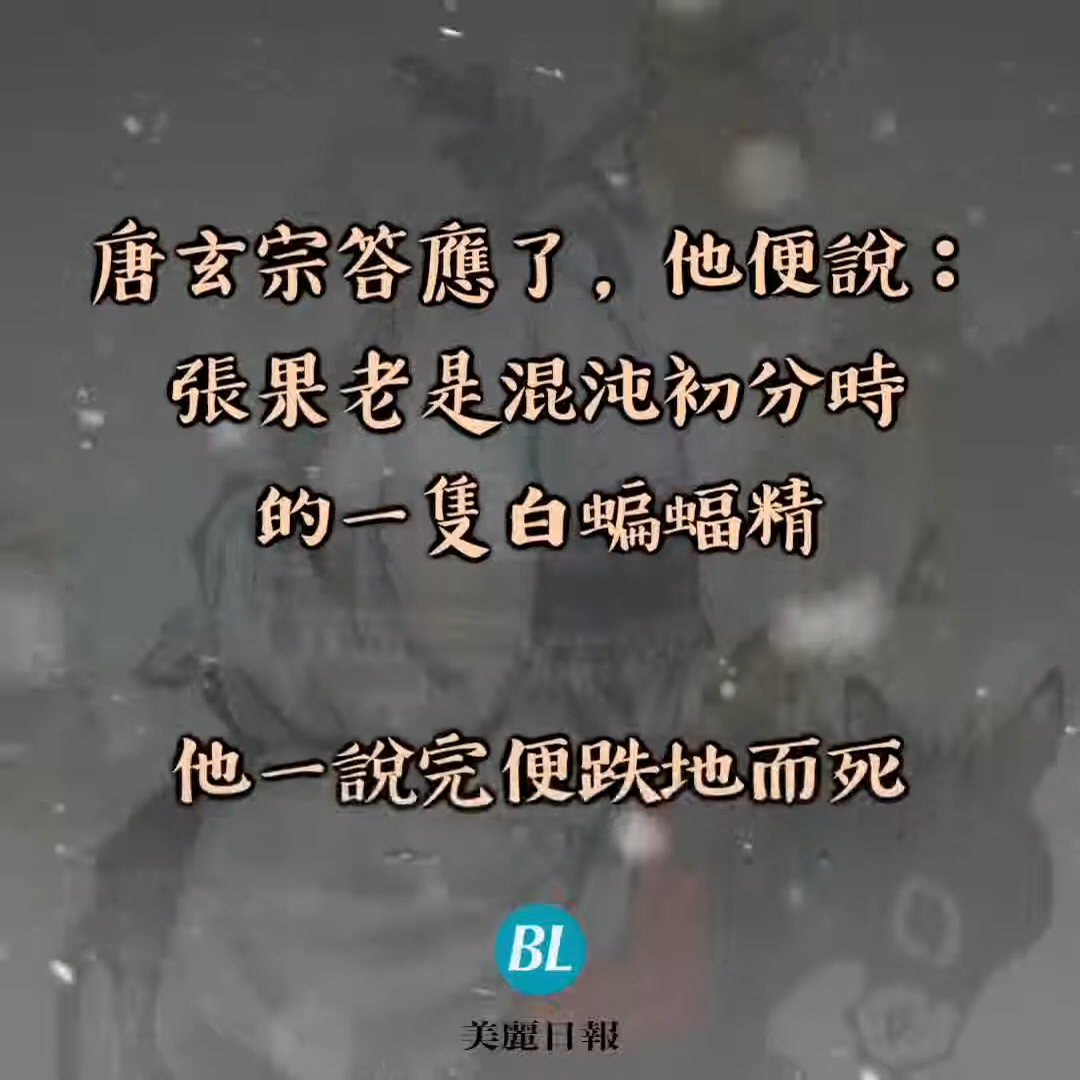 唐玄宗答應了，他便說：
張果老是混沌初分時
的一隻白蝙蝠精
他一說完便跌地而死
BL
美麗日報